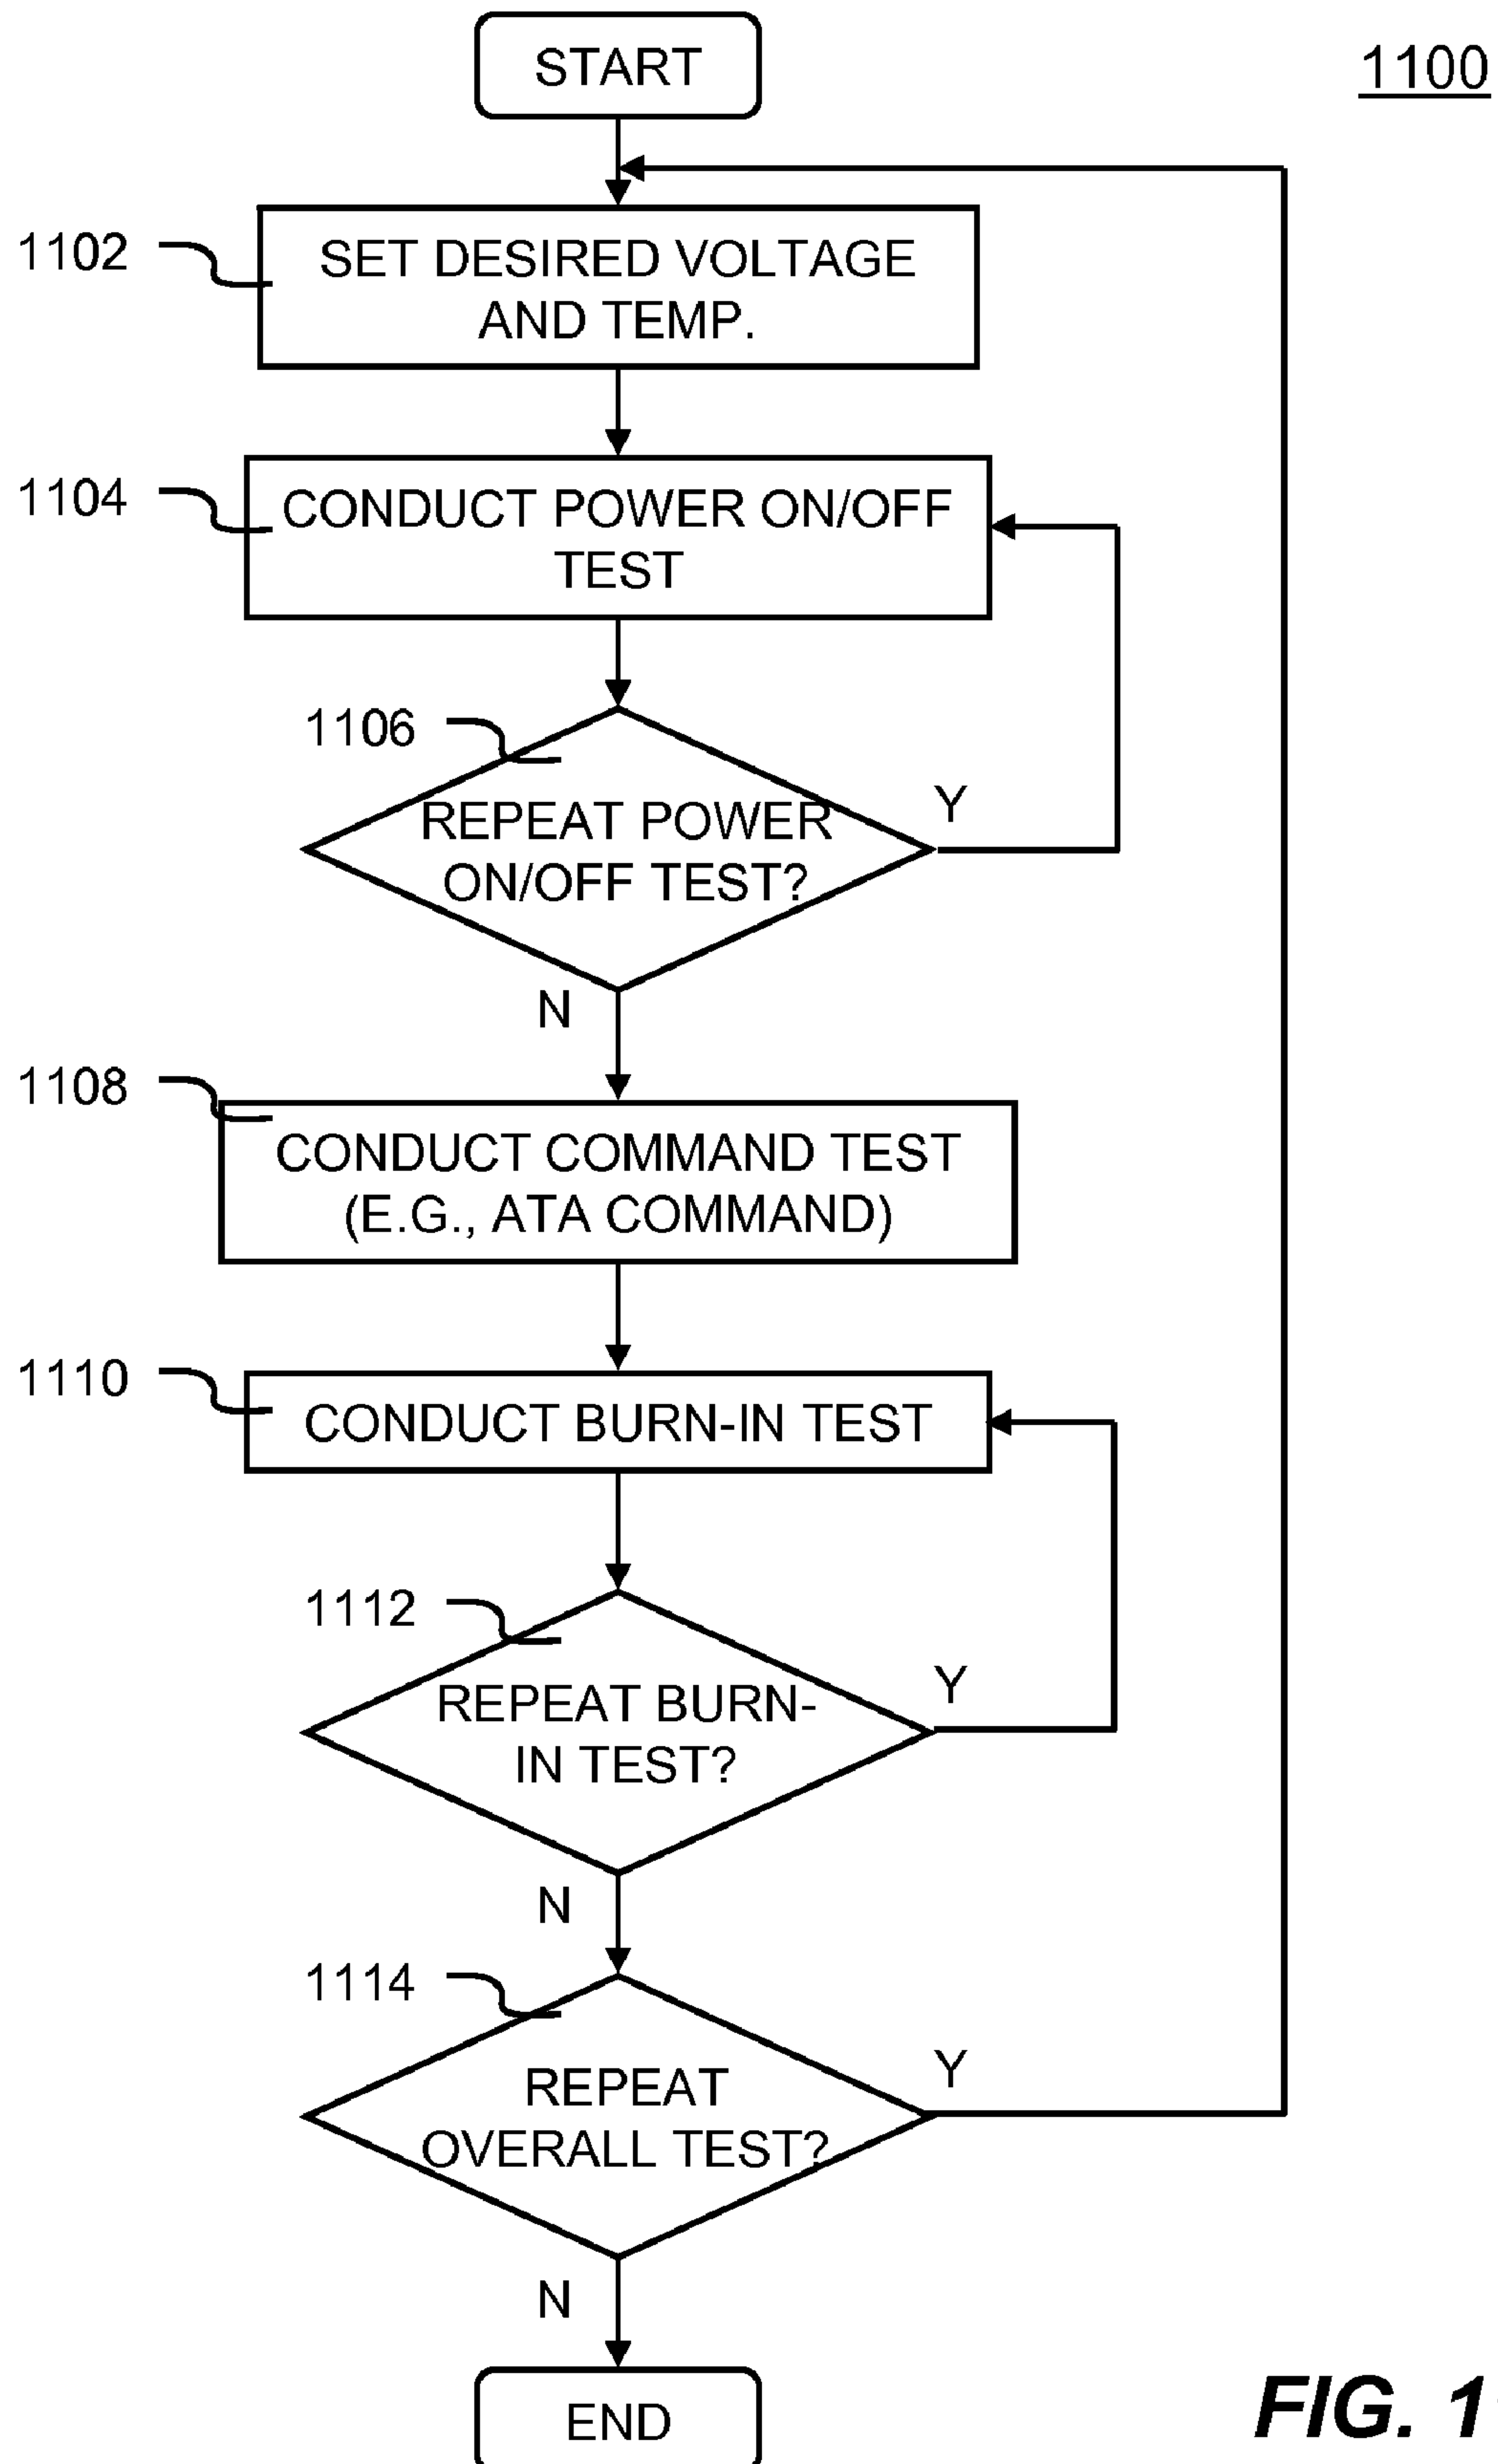 START
1100
1102
SET DESIRED VOLTAGE
AND TEMP.
1104
CONDUCT POWER ON/OFF
TEST
1106
REPEAT POWER
ON/OFF TEST?
Y
N
1108
CONDUCT COMMAND TEST
(E.G., ATA COMMAND)
1110
CONDUCT BURN-IN TEST
1112
REPEAT BURN-
IN TEST?
Y
N
1114
REPEAT
OVERALL TEST?
Y
N
END
FIG.